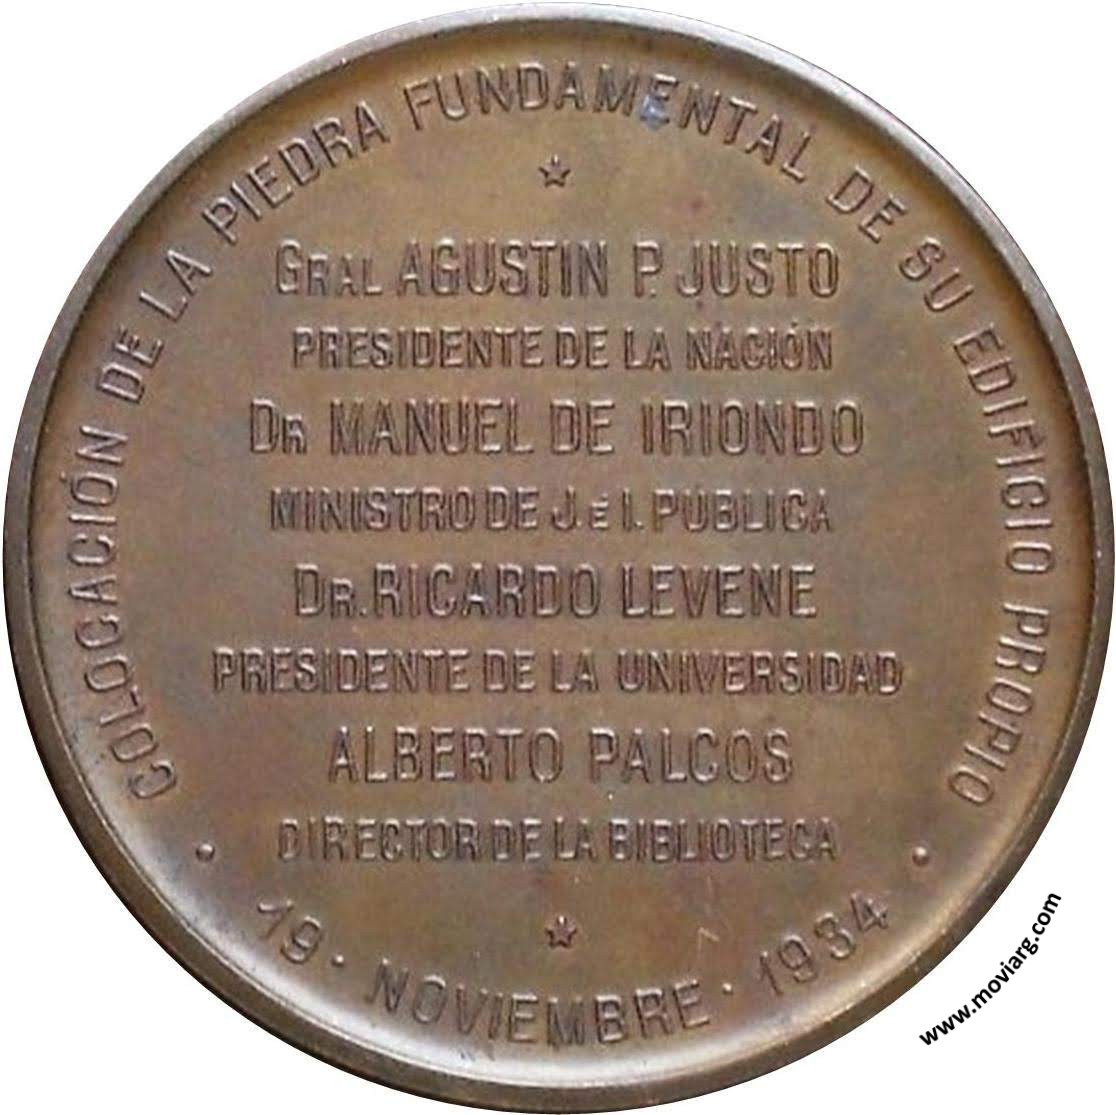 COLOCACIÓN DE LA PIEDRA FUNDAMENTAL DE SU EDIFICIO PROPIO
GRAL AGUSTIN P. JUSTO
PRESIDENTE DE LA NACIÓN
DR MANUEL DE IRIONDO
MINISTRO DE J. É I. PÚBLICA
DR. RICARDO LEVENE
PRESIDENTE DE LA UNIVERSIDAD
ALBERTO PALCOS
DIRECTOR DE LA BIBLIOTECA
· 19 · NOVIEMBRE · 1934 ·
www.moviarg.com